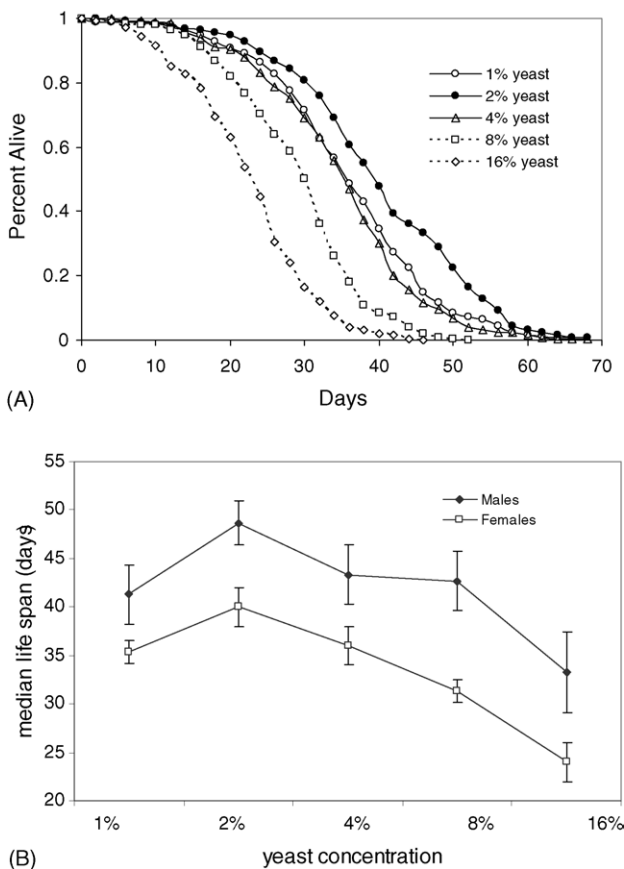 1
0.8
0.6
0.4
0.2
0
Percent Alive
1% yeast
2% yeast
4% yeast
8% yeast
16% yeast
0 10 20 30 40 50 60 70
(A) Days
55
50
45
40
35
30
25
20
median life span (days)
Males
Females
1% 2% 4% 8% 16%
(B) yeast concentration